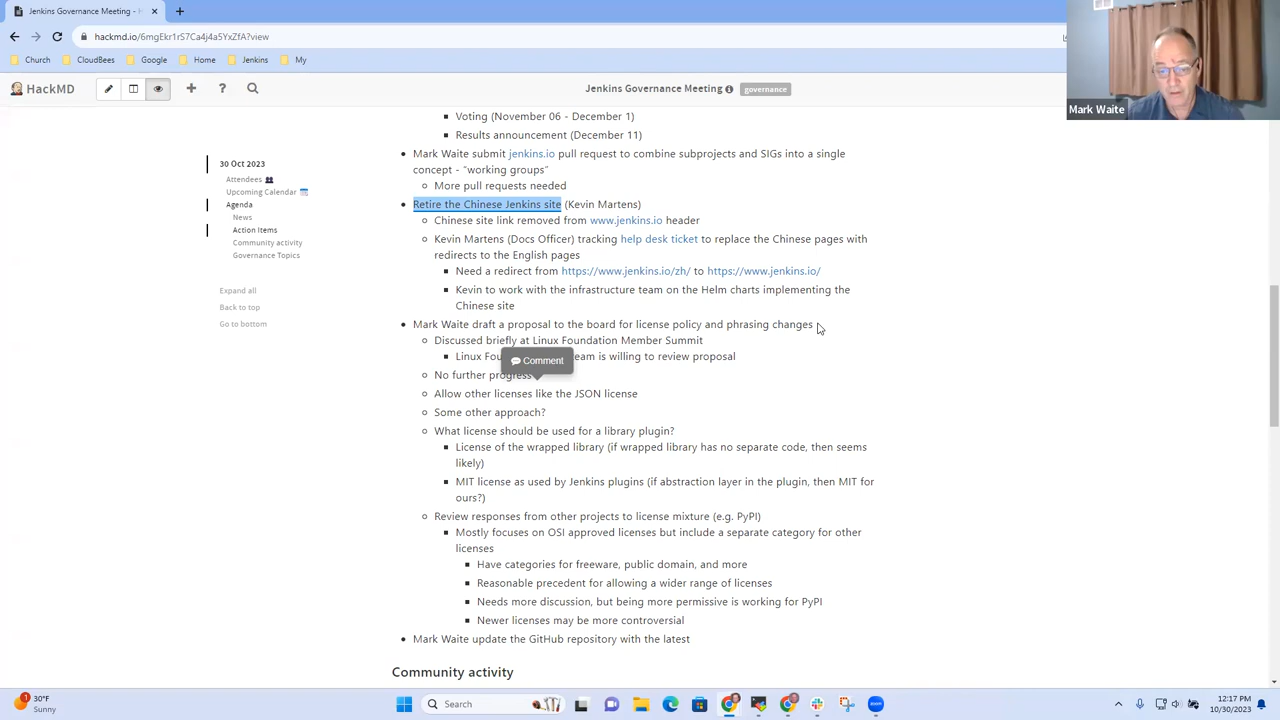 Jenkins Governance Meeting - H
hackmd.io/6mgEkr1rS7Ca4j4a5YxZfA?view
Church
CloudBees
Google
Home
Jenkins
My
HackMD
Jenkins Governance Meeting
governance
Mark Waite
30 Oct 2023
Attendees
Upcoming Calendar
Agenda
News
Action Items
Community activity
Governance Topics
Expand all
Back to top
Go to bottom
Voting (November 06 - December 1)
Results announcement (December 11)
Mark Waite submit jenkins.io pull request to combine subprojects and SIGs into a single
concept - "working groups"
More pull requests needed
Retire the Chinese Jenkins site (Kevin Martens)
Chinese site link removed from www.jenkins.io header
Kevin Martens (Docs Officer) tracking help desk ticket to replace the Chinese pages with
redirects to the English pages
Need a redirect from https://www.jenkins.io/zh/ to https://www.jenkins.io/
Kevin to work with the infrastructure team on the Helm charts implementing the
Chinese site
Mark Waite draft a proposal to the board for license policy and phrasing changes
Discussed briefly at Linux Foundation Member Summit
Linux Fou eam is willing to review proposal
Comment
No further progress
Allow other licenses like the JSON license
Some other approach?
What license should be used for a library plugin?
License of the wrapped library (if wrapped library has no separate code, then seems
likely)
MIT license as used by Jenkins plugins (if abstraction layer in the plugin, then MIT for
ours?)
Review responses from other projects to license mixture (e.g. PyPI)
Mostly focuses on OSI approved licenses but include a separate category for other
licenses
Have categories for freeware, public domain, and more
Reasonable precedent for allowing a wider range of licenses
Needs more discussion, but being more permissive is working for PyPI
Newer licenses may be more controversial
Mark Waite update the GitHub repository with the latest
Community activity
1
30°F
Sunny
Search
zoom
12:17 PM
10/30/2023